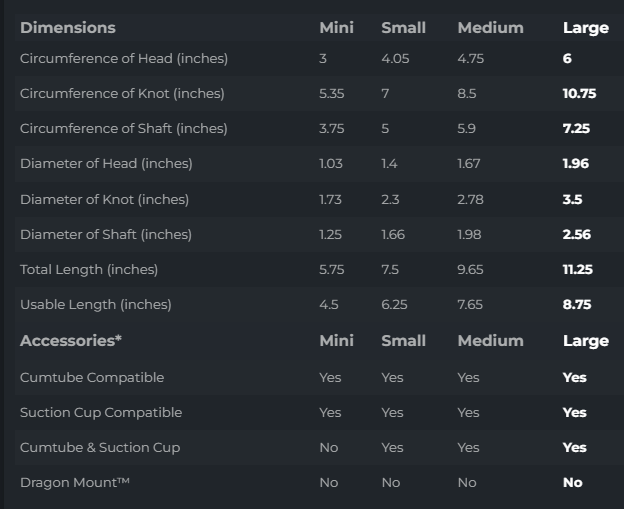 Dimensions Mini Small Medium Large
Circumference of Head (inches) 3 4.05 4.75 6
Circumference of Knot (inches) 5.35 7 8.5 10.75
Circumference of Shaft (inches) 3.75 5 5.9 7.25
Diameter of Head (inches) 1.03 1.4 1.67 1.96
Diameter of Knot (inches) 1.73 2.3 2.78 3.5
Diameter of Shaft (inches) 1.25 1.66 1.98 2.56
Total Length (inches) 5.75 7.5 9.65 11.25
Usable Length (inches) 4.5 6.25 7.65 8.75
Accessories* Mini Small Medium Large
Cumtube Compatible Yes Yes Yes Yes
Suction Cup Compatible Yes Yes Yes Yes
Cumtube & Suction Cup No Yes Yes Yes
Dragon Mount™ No No No No